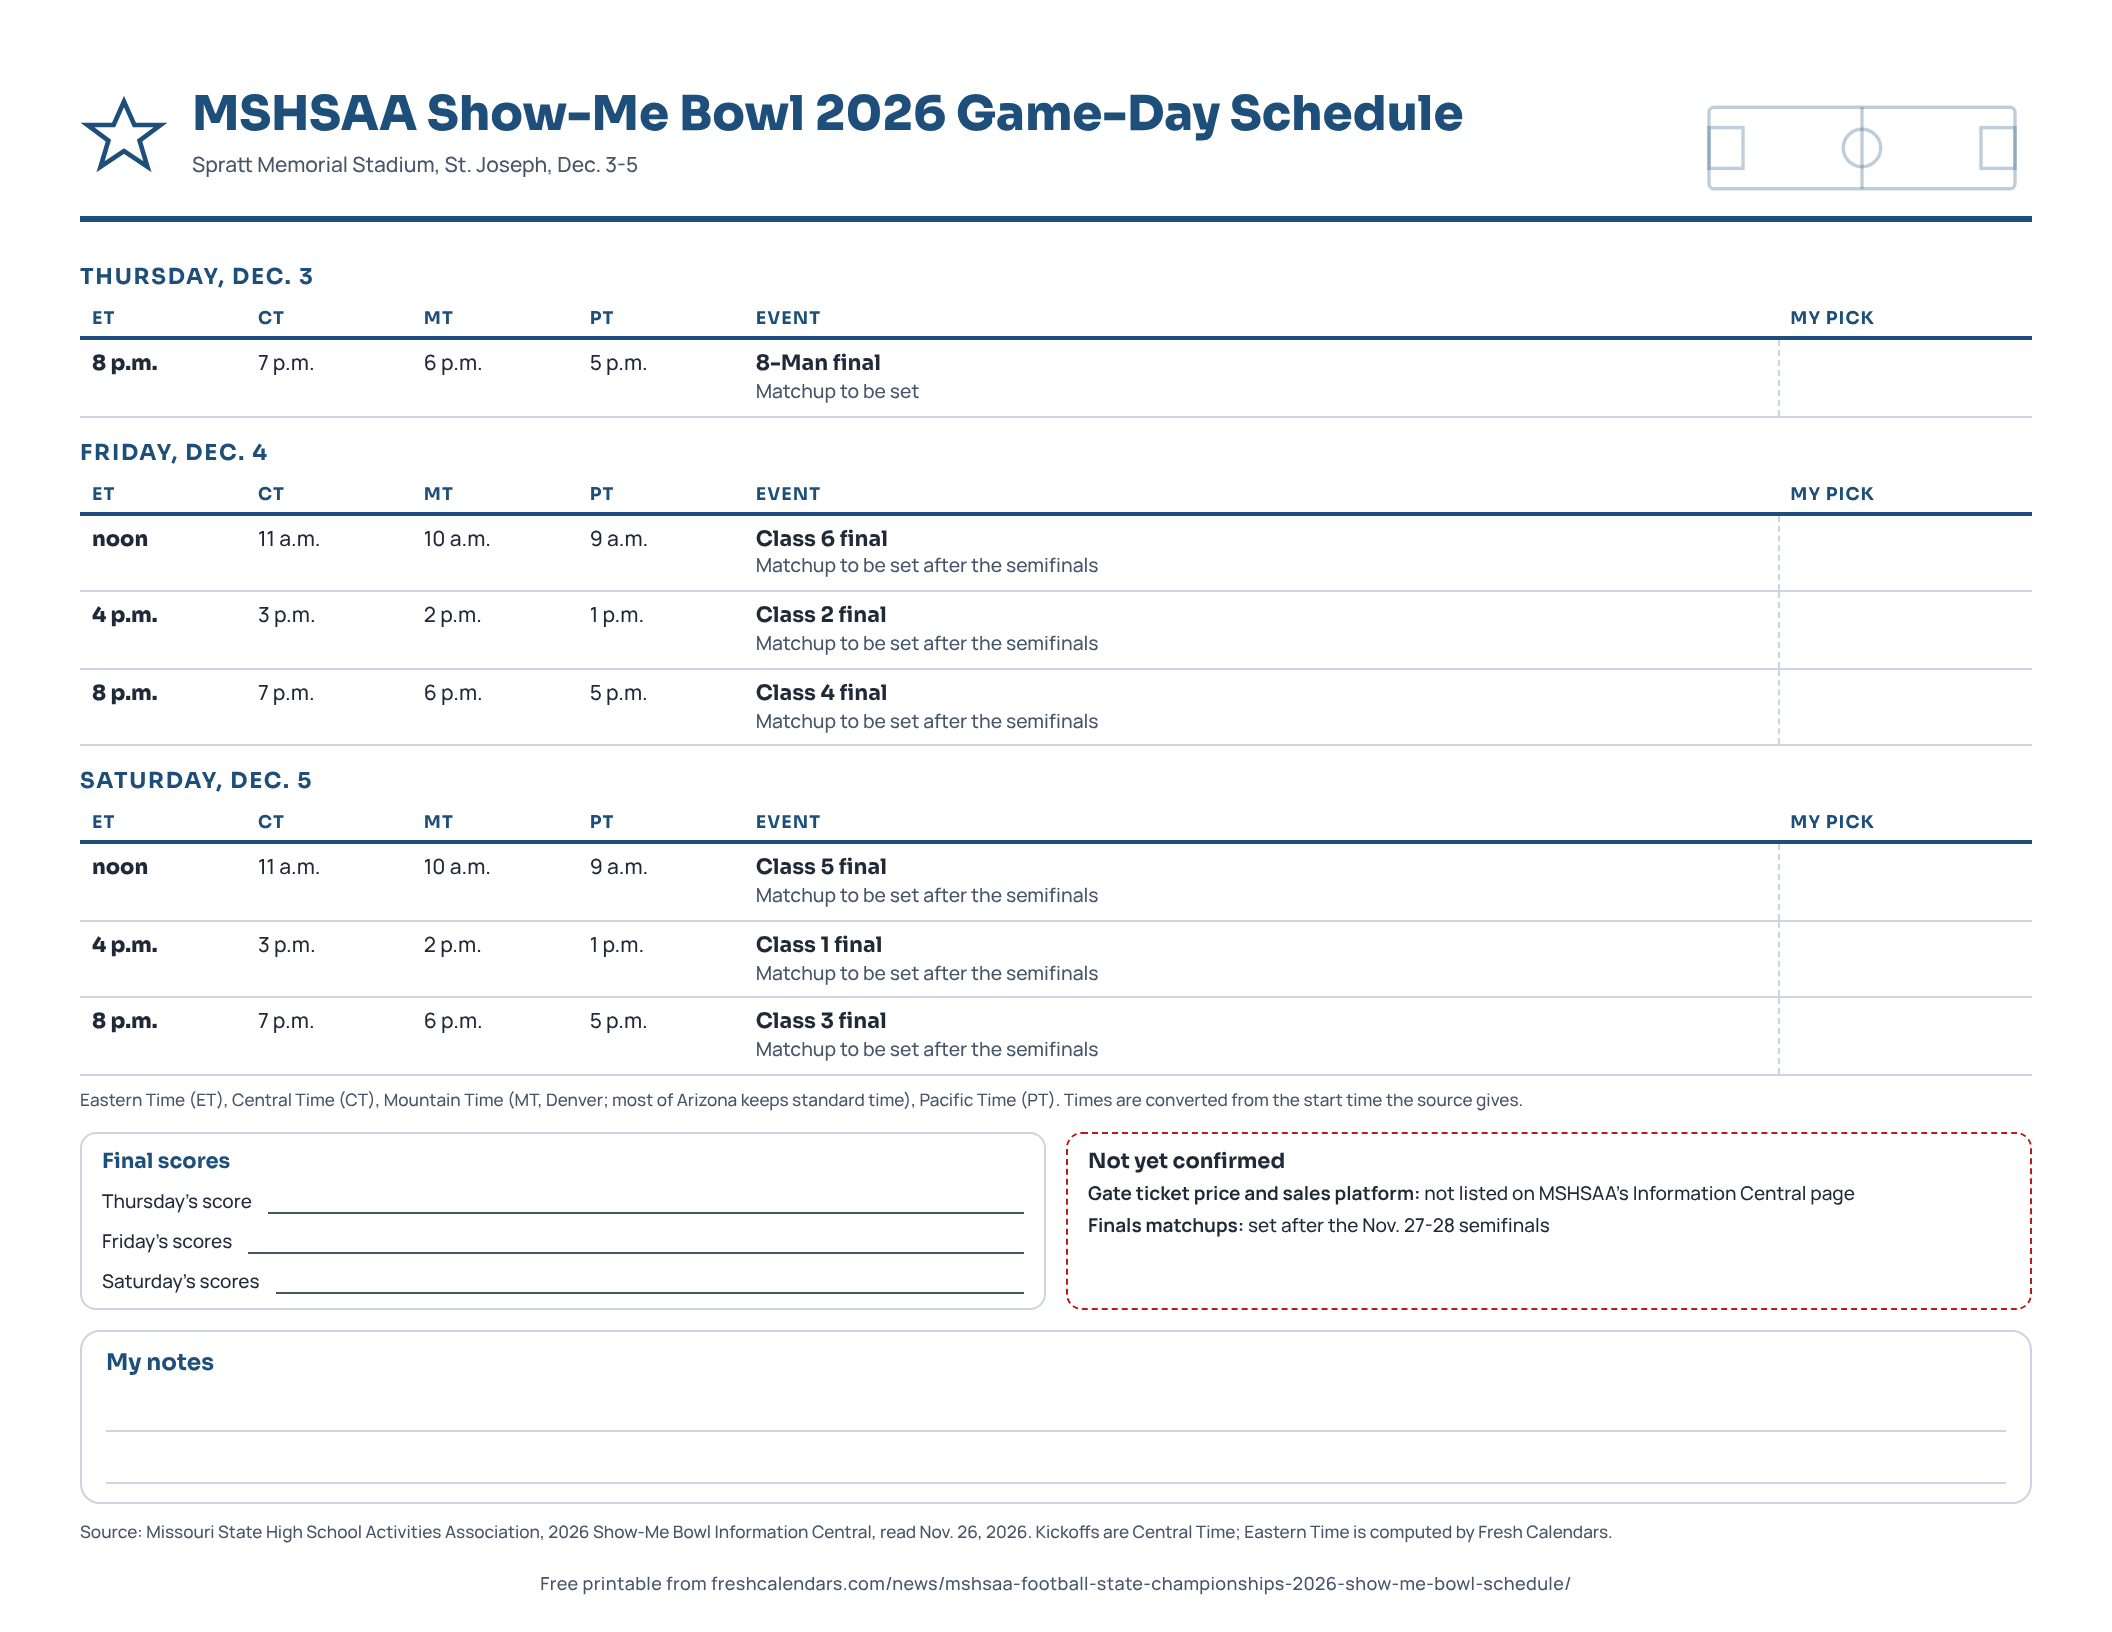 MSHSAA Show-Me Bowl 2026 Game-Day Schedule
Spratt Memorial Stadium, St. Joseph, Dec. 3-5
THURSDAY, DEC. 3
ET CT MT PT EVENT MY PICK
8 p.m. 7 p.m. 6 p.m. 5 p.m. 8-Man final
Matchup to be set
FRIDAY, DEC. 4
ET CT MT PT EVENT MY PICK
noon 11 a.m. 10 a.m. 9 a.m. Class 6 final
Matchup to be set after the semifinals
4 p.m. 3 p.m. 2 p.m. 1 p.m. Class 2 final
Matchup to be set after the semifinals
8 p.m. 7 p.m. 6 p.m. 5 p.m. Class 4 final
Matchup to be set after the semifinals
SATURDAY, DEC. 5
ET CT MT PT EVENT MY PICK
noon 11 a.m. 10 a.m. 9 a.m. Class 5 final
Matchup to be set after the semifinals
4 p.m. 3 p.m. 2 p.m. 1 p.m. Class 1 final
Matchup to be set after the semifinals
8 p.m. 7 p.m. 6 p.m. 5 p.m. Class 3 final
Matchup to be set after the semifinals
Eastern Time (ET), Central Time (CT), Mountain Time (MT, Denver; most of Arizona keeps standard time), Pacific Time (PT). Times are converted from the start time the source gives.
Final scores
Thursday's score
Friday's scores
Saturday's scores
Not yet confirmed
Gate ticket price and sales platform: not listed on MSHSAA's Information Central page
Finals matchups: set after the Nov. 27-28 semifinals
My notes
Source: Missouri State High School Activities Association, 2026 Show-Me Bowl Information Central, read Nov. 26, 2026. Kickoffs are Central Time; Eastern Time is computed by Fresh Calendars.
Free printable from freshcalendars.com/news/mshsaa-football-state-championships-2026-show-me-bowl-schedule/